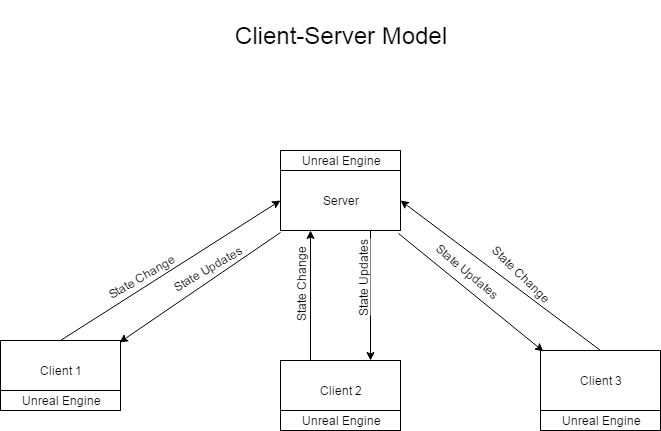 Client-Server Model
Unreal Engine
Server
State Change
State Updates
State Change
State Updates
State Updates
State Change
Client 1
Unreal Engine
Client 2
Unreal Engine
Client 3
Unreal Engine